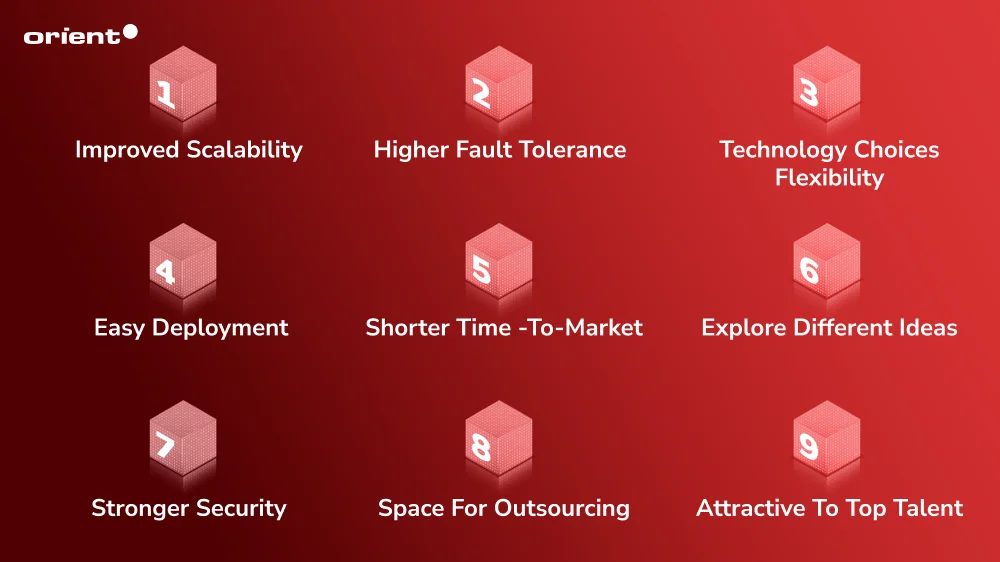 orient
1
2
3
Improved Scalability
Higher Fault Tolerance
Technology Choices
Flexibility
4
5
6
Easy Deployment
Shorter Time -To-Market
Explore Different Ideas
7
8
9
Stronger Security
Space For Outsourcing
Attractive To Top Talent